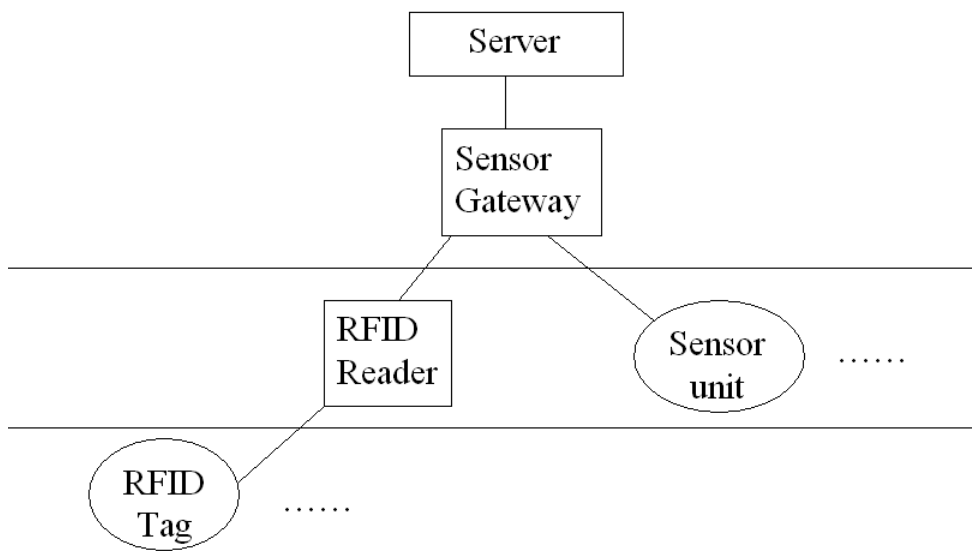 Server
Sensor
Gateway
RFID
Reader
Sensor
unit
……
RFID
Tag
……